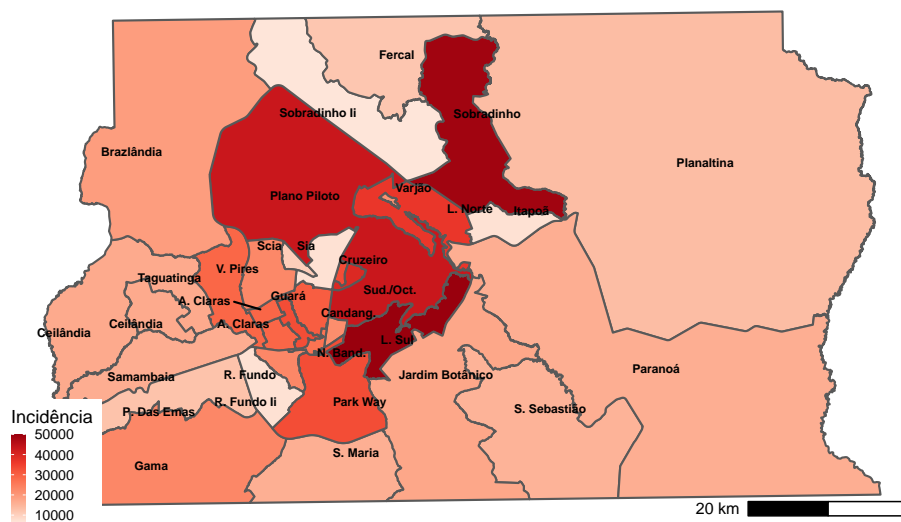 Fercal
Sobradinho Ii
Sobradinho
Brazlândia
Planaltina
Plano Piloto
Varjão
L. Norte
Itapoã
Scia
Sia
Cruzeiro
V. Pires
Taguatinga
Guará
Sud./Oct.
A. Claras
Candang.
Ceilândia
Ceilândia
A. Claras
L. Sul
N. Band.
Samambaia
R. Fundo
Jardim Botânico
Paranoá
R. Fundo Ii
Park Way
P. Das Emas
S. Sebastião
Incidência
50000
40000
30000
20000
10000
Gama
S. Maria
20 km